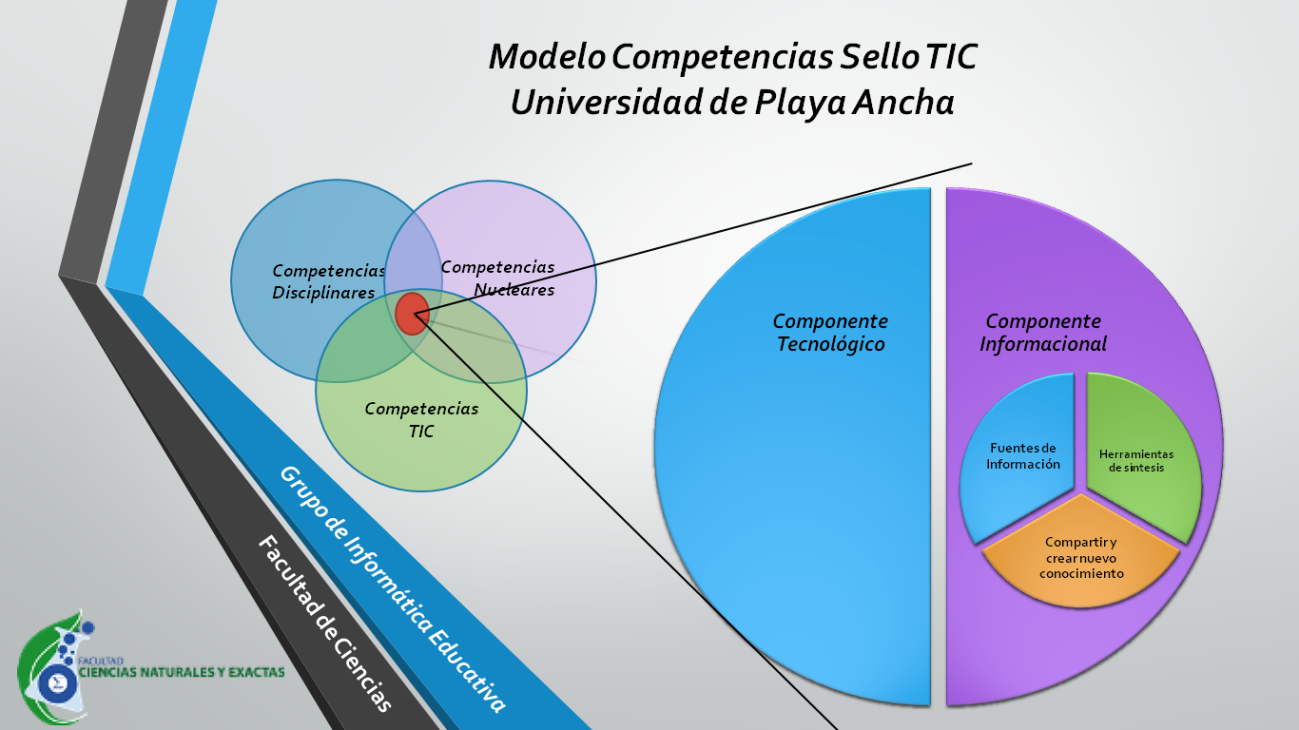 Modelo Competencias Sello TIC
Universidad de Playa Ancha
Competencias
Disciplinares
Competencias
Nucleares
Competencias
TIC
Componente
Tecnológico
Componente
Informacional
Fuentes de
Información
Herramientas
de sintesis
Compartir y
crear nuevo
conocimiento
Grupo de Informática Educativa
Facultad de Ciencias
FACULTAD
CIENCIAS NATURALES Y EXACTAS
Σ